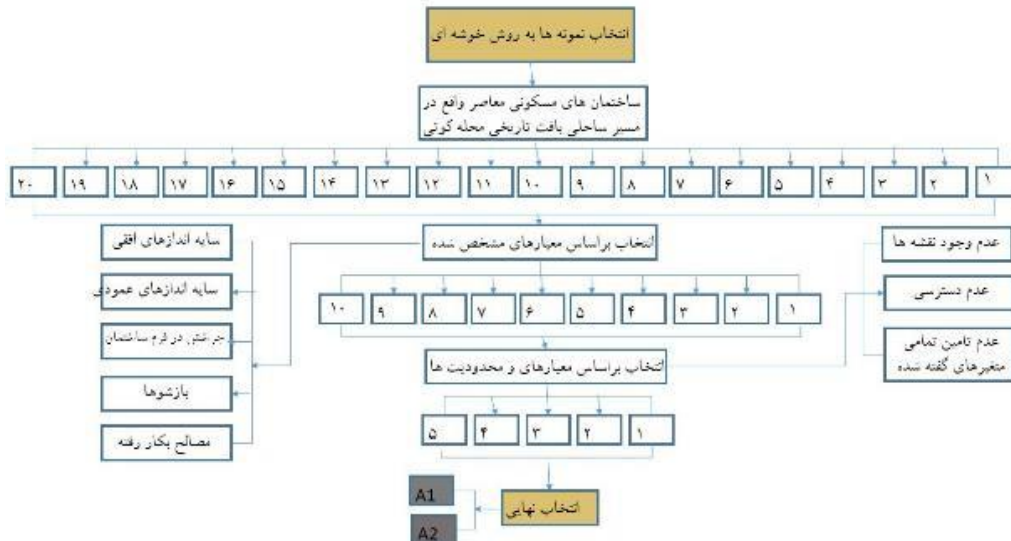 انتخاب نمونه ها به روش خوشه ای
ساختمان های مسکونی معاصر واقع در
مسیر ساحلی بافت تاریخی محله کوتی
۱ ۲ ۳ ۴ ۵ ۶ ۷ ۸ ۹ ۱۰ ۱۱ ۱۲ ۱۳ ۱۴ ۱۵ ۱۶ ۱۷ ۱۸ ۱۹ ۲۰
عدم وجود نقشه ها
عدم دسترسی
عدم تامین تمامی
متغیرهای گفته شده
انتخاب براساس معیارهای مشخص شده
سایه اندازهای افقی
سایه اندازهای عمودی
در فرم ساختمان
بازشوها
مصالح بکار رفته
۱ ۲ ۳ ۴ ۵ ۶ ۷ ۸ ۹ ۱۰
انتخاب براساس معیارهای و محدودیت ها
۱ ۲ ۳ ۴ ۵
انتخاب نهایی
A1
A2